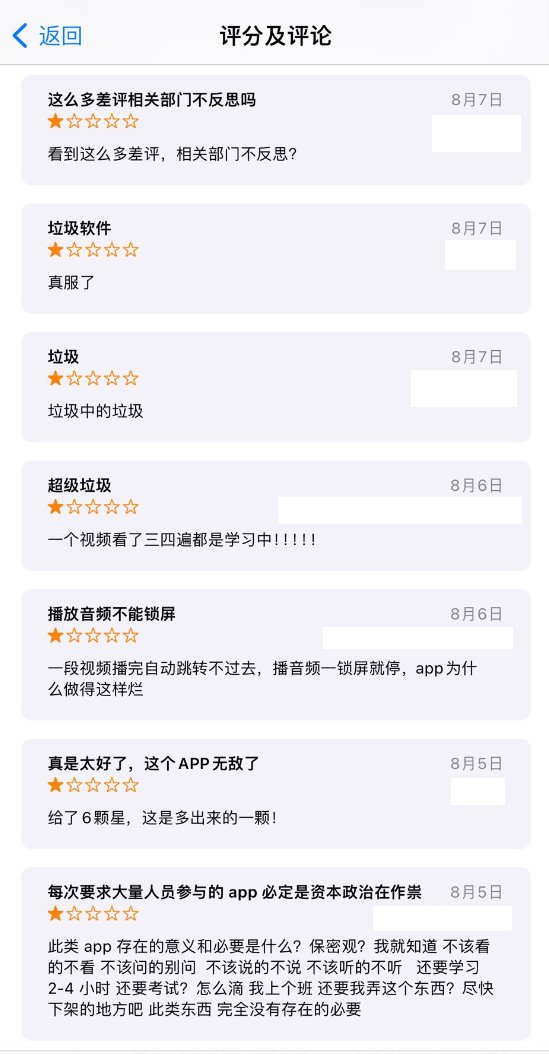 返回
评分及评论
这么多差评相关部门不反思吗
8月7日
看到这么多差评，相关部门不反思？
垃圾软件
8月7日
真服了
垃圾
8月7日
垃圾中的垃圾
超级垃圾
8月6日
一个视频看了三四遍都是学习中！！！！！
播放音频不能锁屏
8月6日
一段视频播完自动跳转不过去，播音频一锁屏就停，app为什
么做得这样烂
真是太好了，这个APP无敌了
8月5日
给了6颗星，这是多出来的一颗！
每次要求大量人员参与的 app 必定是资本政治在作祟
8月5日
此类 app 存在的意义和必要是什么？保密观？我就知道 不该看
的不看 不该问的别问  不该说的不说 不该听的不听   还要学习
2-4 小时 还要考试？怎么滴 我上个班 还要我弄这个东西？尽快
下架的地方吧 此类东西 完全没有存在的必要